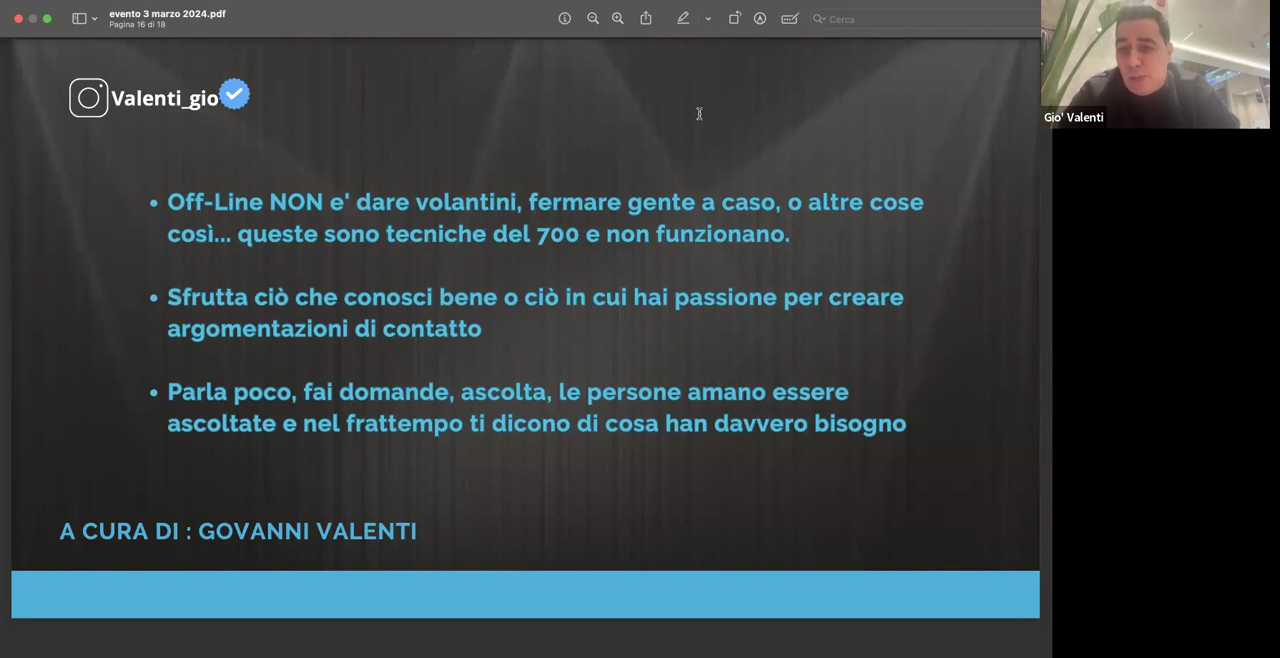 evento 3 marzo 2024.pdf
Pagina 16 di 18
Cerca
Valenti_gio
Gio' Valenti
• Off-Line NON e' dare volantini, fermare gente a caso, o altre cose
così... queste sono tecniche del 700 e non funzionano.
• Sfrutta ciò che conosci bene o ciò in cui hai passione per creare
argomentazioni di contatto
• Parla poco, fai domande, ascolta, le persone amano essere
ascoltate e nel frattempo ti dicono di cosa han davvero bisogno
A CURA DI : GOVANNI VALENTI